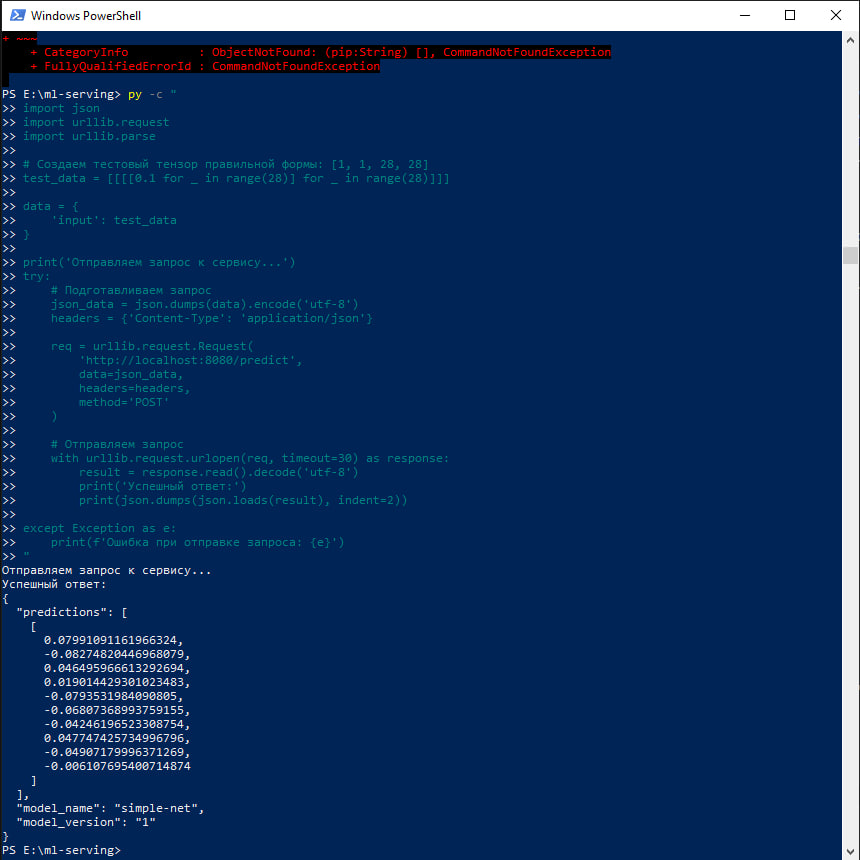 Windows PowerShell
+ ~~~
    + CategoryInfo          : ObjectNotFound: (pip:String) [], CommandNotFoundException
    + FullyQualifiedErrorId : CommandNotFoundException
PS E:\ml-serving> py -c "
>> import json
>> import urllib.request
>> import urllib.parse
>>
>> # Создаем тестовый тензор правильной формы: [1, 1, 28, 28]
>> test_data = [[[[0.1 for _ in range(28)] for _ in range(28)]]]
>>
>> data = {
>>     'input': test_data
>> }
>>
>> print('Отправляем запрос к сервису...')
>> try:
>>     # Подготавливаем запрос
>>     json_data = json.dumps(data).encode('utf-8')
>>     headers = {'Content-Type': 'application/json'}
>>
>>     req = urllib.request.Request(
>>         'http://localhost:8080/predict',
>>         data=json_data,
>>         headers=headers,
>>         method='POST'
>>     )
>>
>>     # Отправляем запрос
>>     with urllib.request.urlopen(req, timeout=30) as response:
>>         result = response.read().decode('utf-8')
>>         print('Успешный ответ:')
>>         print(json.dumps(json.loads(result), indent=2))
>>
>> except Exception as e:
>>     print(f'Ошибка при отправке запроса: {e}')
>> "
Отправляем запрос к сервису...
Успешный ответ:
{
  "predictions": [
    [
      0.07991091161966324,
      -0.08274820446968079,
      0.046495966613292694,
      0.019014429301023483,
      -0.0793531984090805,
      -0.06807368993759155,
      -0.04246196523308754,
      0.047747425734996796,
      -0.04907179996371269,
      -0.006107695400714874
    ]
  ],
  "model_name": "simple-net",
  "model_version": "1"
}
PS E:\ml-serving>